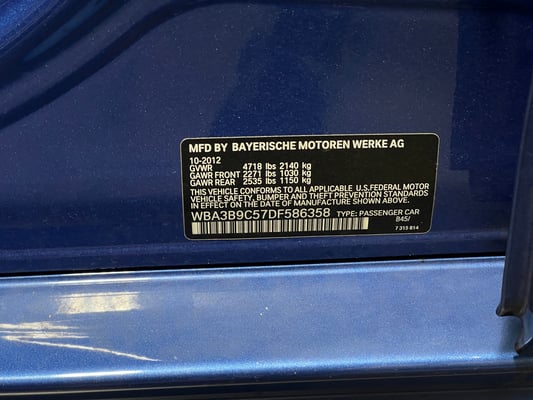 MFD BY BAYERISCHE MOTOREN WERKE AG
10-2012
GVWR 4718 lbs 2140 kg
GAWR FRONT 2271 lbs 1030 kg
GAWR REAR 2535 lbs 1150 kg
THIS VEHICLE CONFORMS TO ALL APPLICABLE U.S.FEDERAL MOTOR
VEHICLE SAFETY, BUMPER, AND THEFT PREVENTION STANDARDS
IN EFFECT ON THE DATE OF MANUFACTURE SHOWN ABOVE.
WBA3B9C57DF586358 TYPE: PASSENGER CAR
B45/
7 315 814